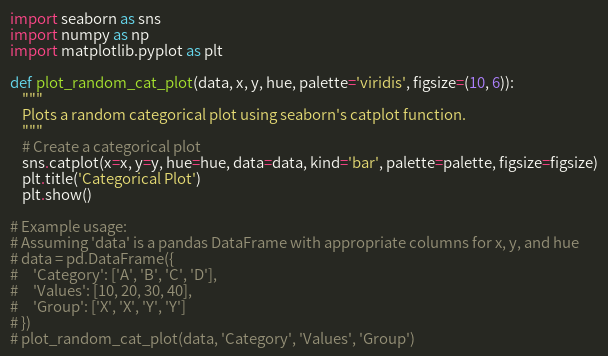 import seaborn as sns
import numpy as np
import matplotlib.pyplot as plt

def plot_random_cat_plot(data, x, y, hue, palette='viridis', figsize=(10, 6)):
    """
    Plots a random categorical plot using seaborn's catplot function.
    """
    # Create a categorical plot
    sns.catplot(x=x, y=y, hue=hue, data=data, kind='bar', palette=palette, figsize=figsize)
    plt.title('Categorical Plot')
    plt.show()

# Example usage:
# Assuming 'data' is a pandas DataFrame with appropriate columns for x, y, and hue
# data = pd.DataFrame({
#     'Category': ['A', 'B', 'C', 'D'],
#     'Values': [10, 20, 30, 40],
#     'Group': ['X', 'X', 'Y', 'Y']
# })
# plot_random_cat_plot(data, 'Category', 'Values', 'Group')